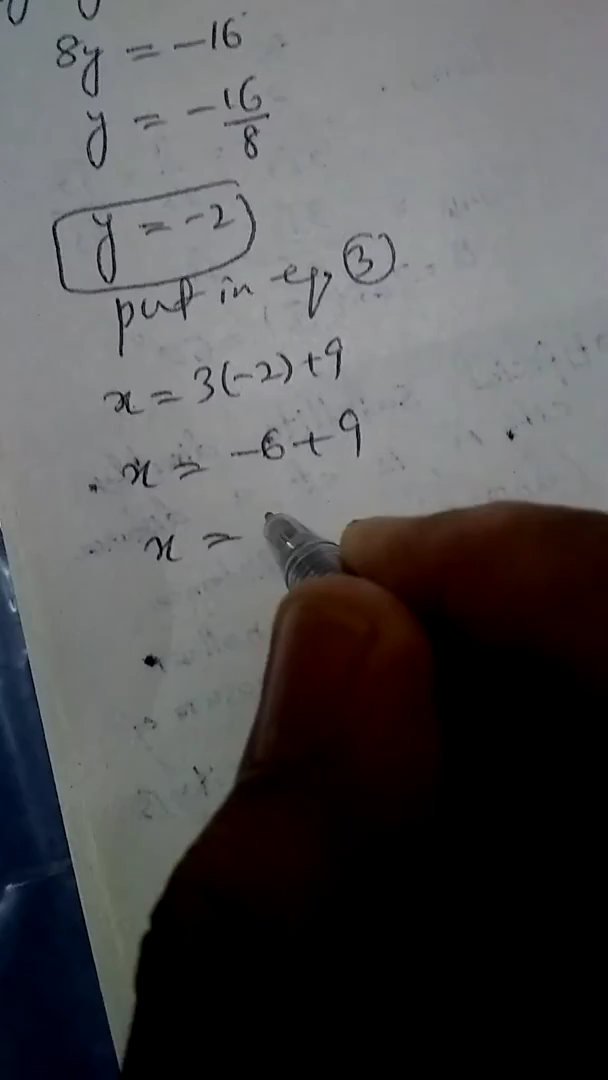 8y = -16
y = -16/8
y = -2
put in eq. ③
x = 3(-2)+9
x = -6+9
x =